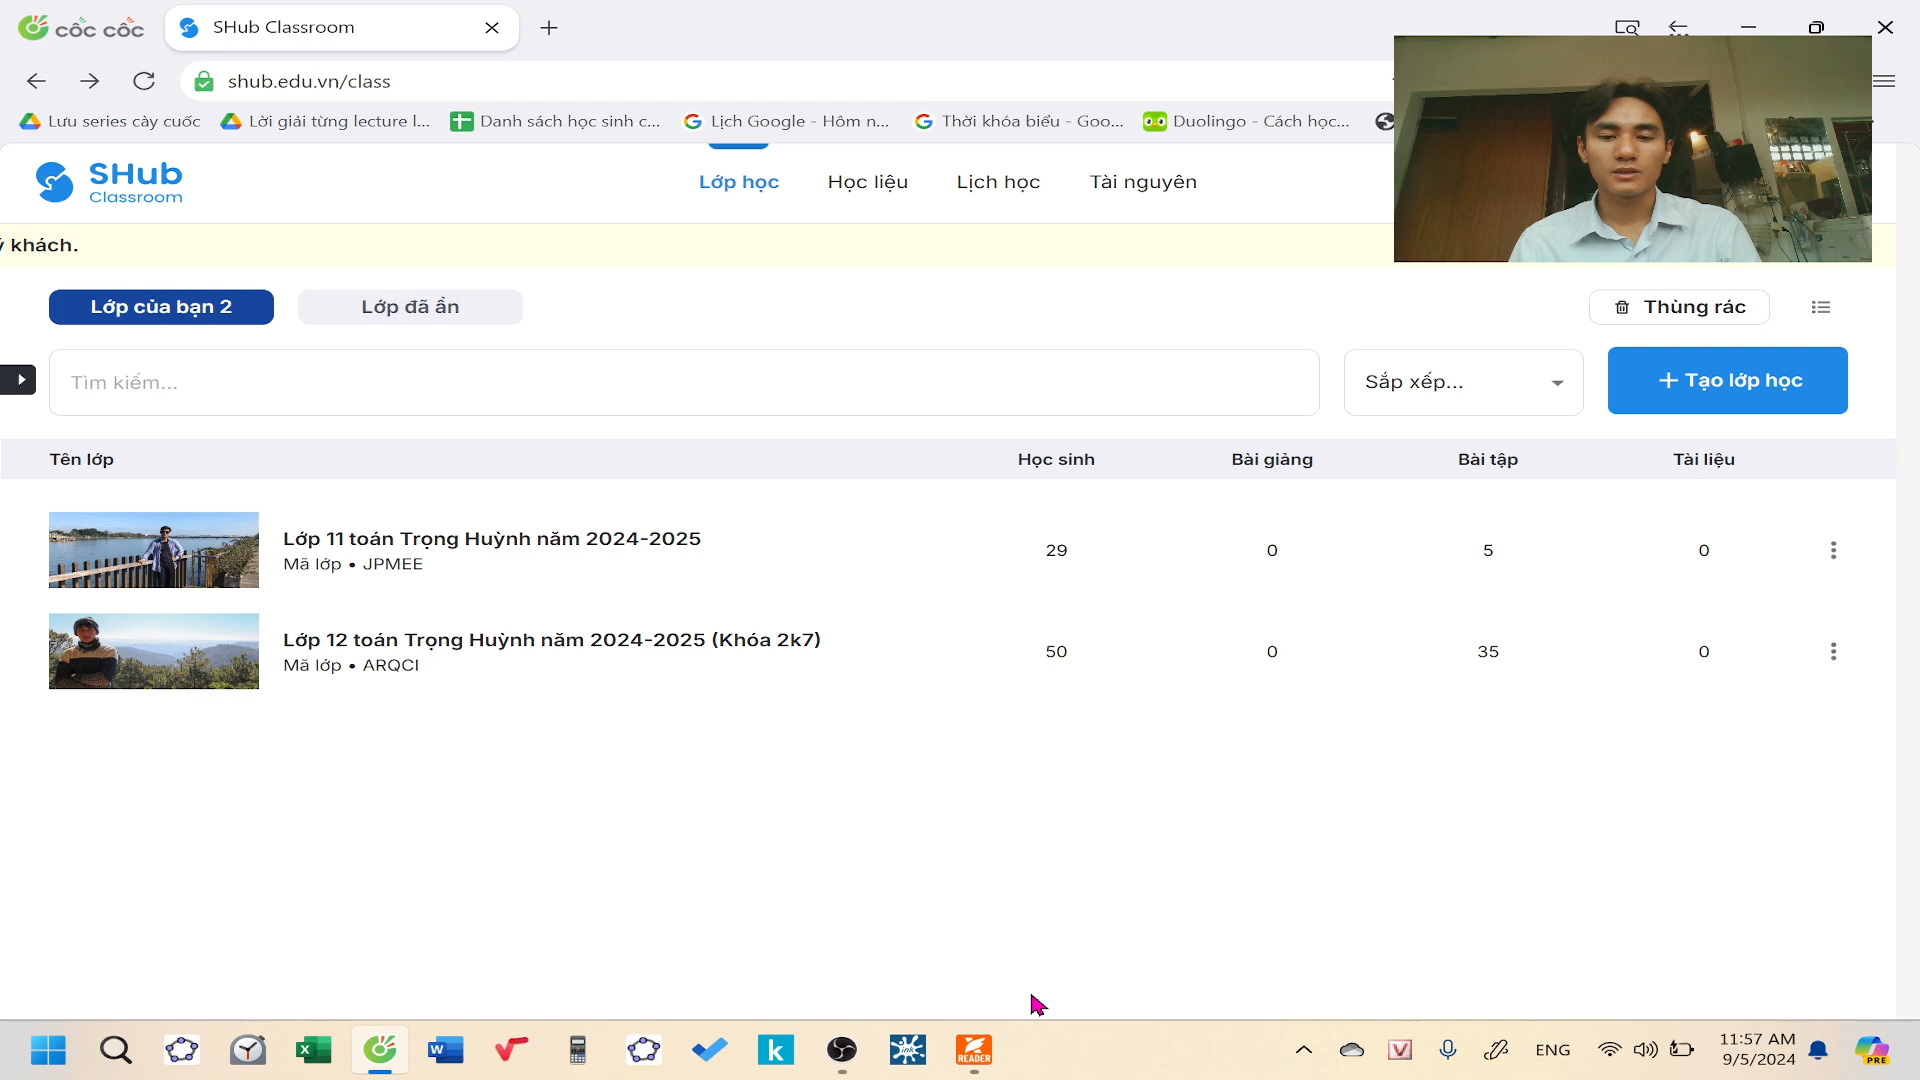 cốc cốc
SHub Classroom
shub.edu.vn/class
Lưu series cày cuốc
Lời giải từng lecture l...
Danh sách học sinh c...
Lịch Google - Hôm n...
Thời khóa biểu - Goo...
Duolingo - Cách học...
SHub
Classroom
Lớp học
Học liệu
Lịch học
Tài nguyên
ý khách.
Lớp của bạn 2
Lớp đã ẩn
Thùng rác
Tìm kiếm...
Sắp xếp...
+ Tạo lớp học
Tên lớp
Học sinh
Bài giảng
Bài tập
Tài liệu
Lớp 11 toán Trọng Huỳnh năm 2024-2025
Mã lớp • JPMEE
29
0
5
0
Lớp 12 toán Trọng Huỳnh năm 2024-2025 (Khóa 2k7)
Mã lớp • ARQCI
50
0
35
0
ink
READER
ENG
11:57 AM
9/5/2024
PRE